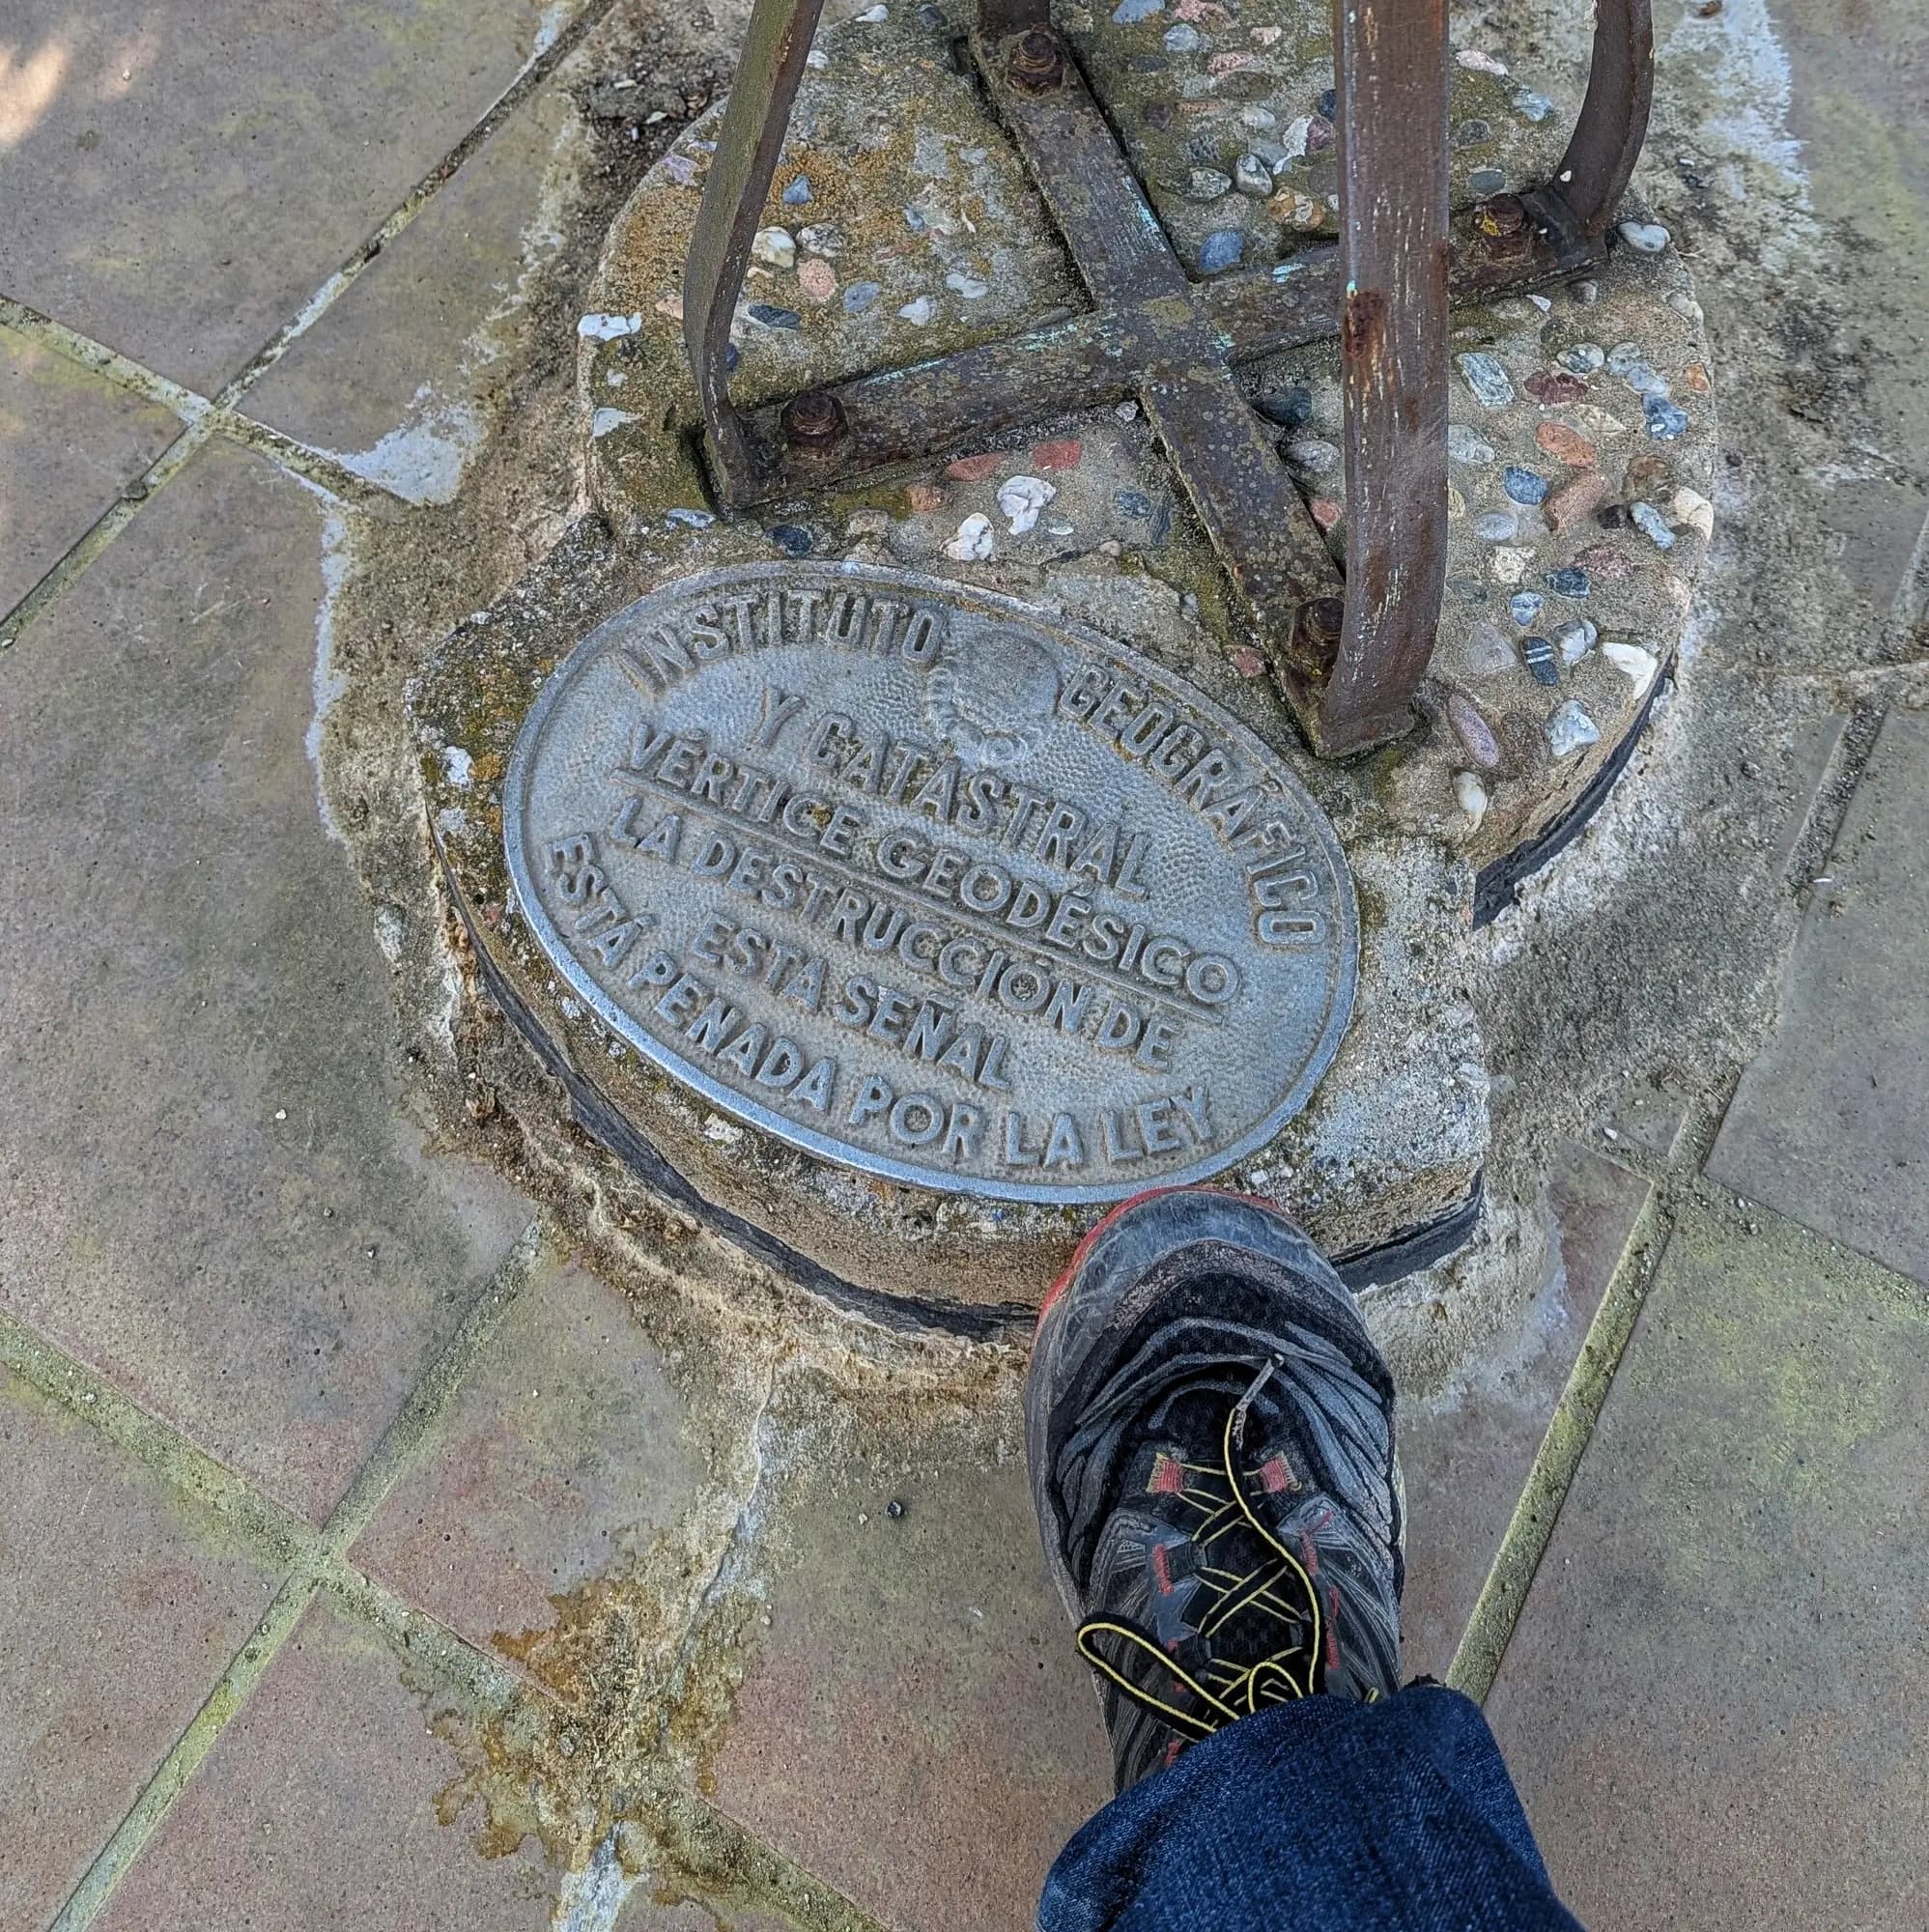 INSTITUTO GEOGRÁFICO
Y CATASTRAL
VÉRTICE GEODÉSICO
LA DESTRUCCIÓN DE
ESTA SEÑAL
ESTÁ PENADA POR LA LEY